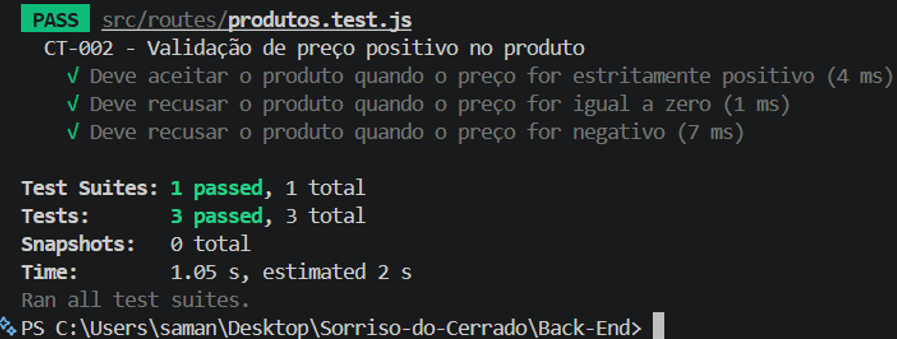 PASS src/routes/produtos.test.js
CT-002 - Validação de preço positivo no produto
√ Deve aceitar o produto quando o preço for estritamente positivo (4 ms)
√ Deve recusar o produto quando o preço for igual a zero (1 ms)
√ Deve recusar o produto quando o preço for negativo (7 ms)
Test Suites: 1 passed, 1 total
Tests: 3 passed, 3 total
Snapshots: 0 total
Time: 1.05 s, estimated 2 s
Ran all test suites.
PS C:\Users\saman\Desktop\Sorriso-do-Cerrado\Back-End>